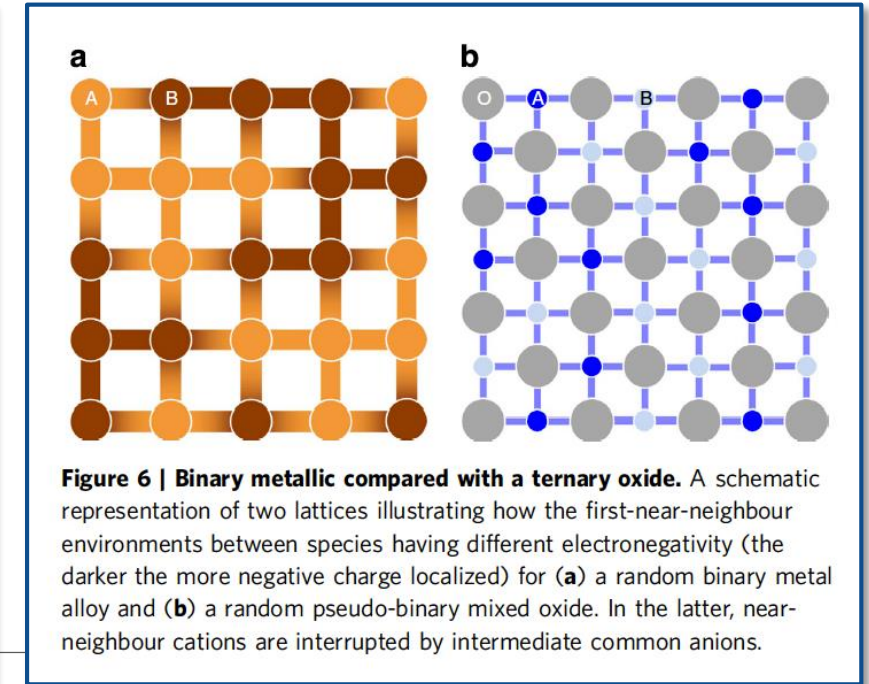 a
b
A
B
O
A
B
Figure 6 | Binary metallic compared with a ternary oxide. A schematic
representation of two lattices illustrating how the first-near-neighbour
environments between species having different electronegativity (the
darker the more negative charge localized) for (a) a random binary metal
alloy and (b) a random pseudo-binary mixed oxide. In the latter, near-
neighbour cations are interrupted by intermediate common anions.